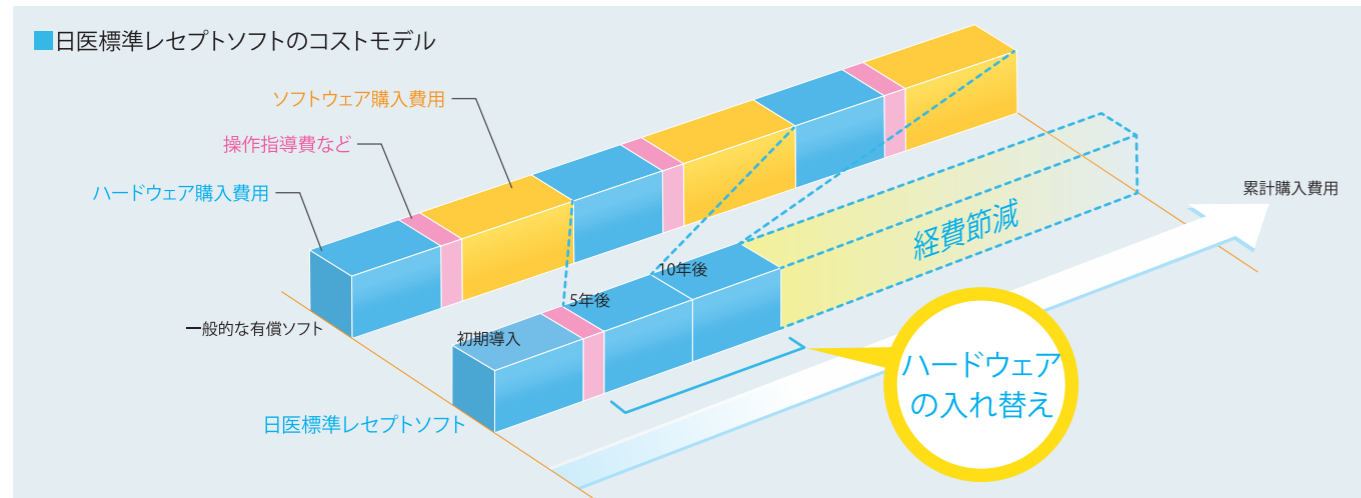 ■日医標準レセプトソフトのコストモデル
ソフトウェア購入費用
操作指導費など
ハードウェア購入費用
累計購入費用
経費節減
10年後
5年後
一般的な有償ソフト
初期導入
ハードウェア
の入れ替え
日医標準レセプトソフト